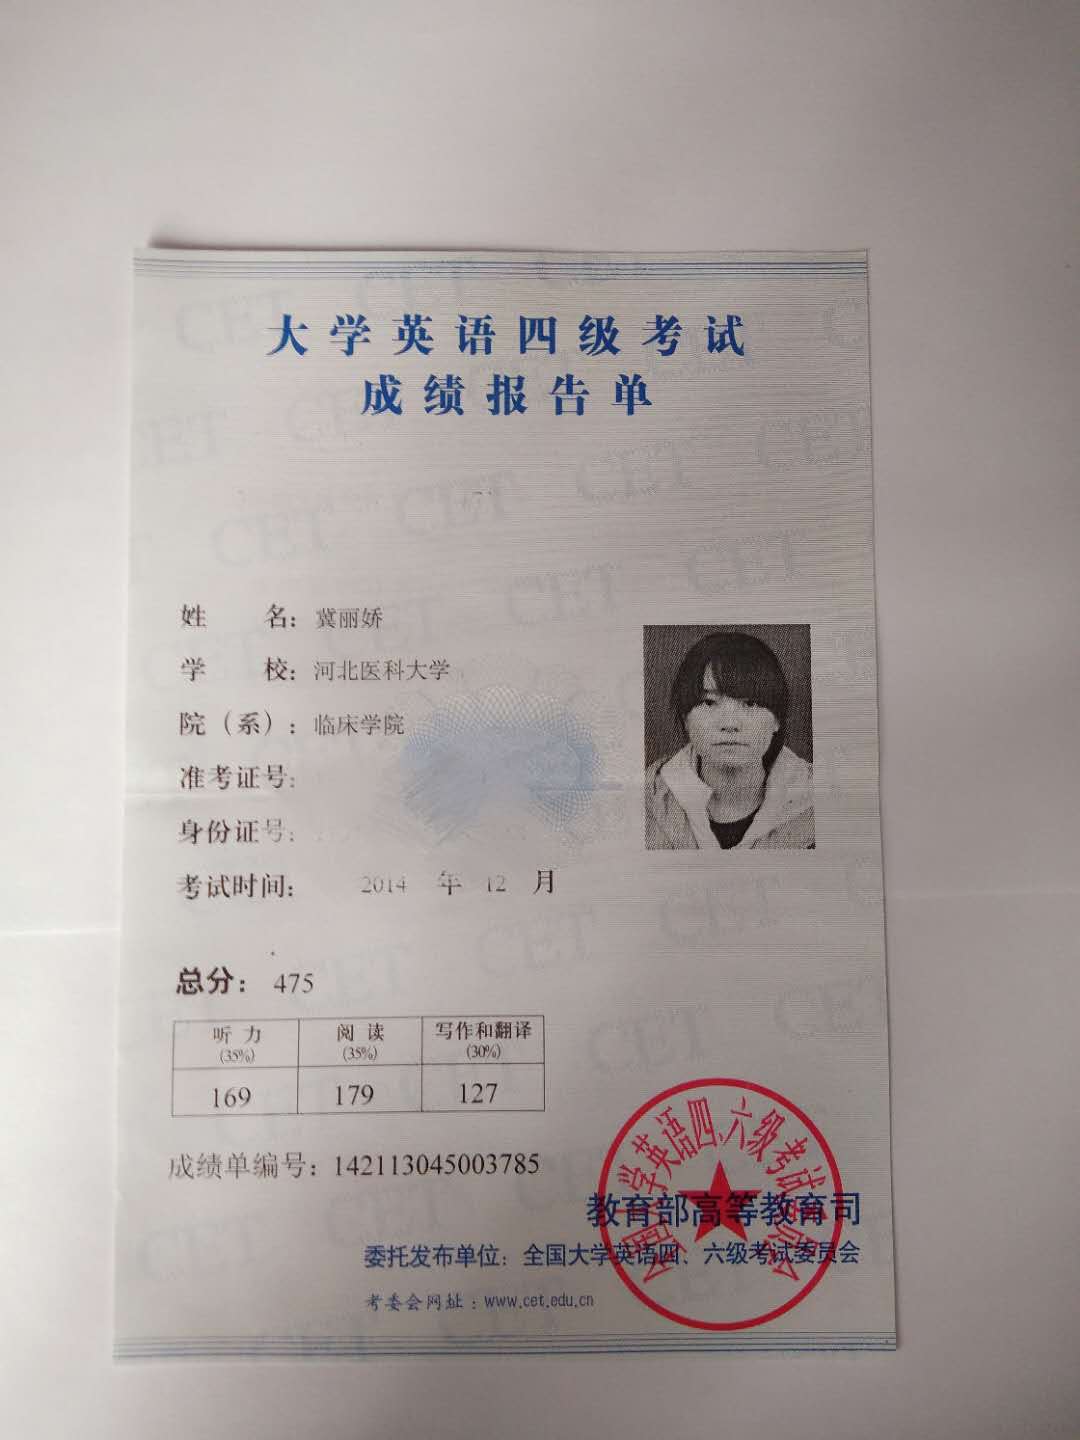 大学英语四级考试
成绩报告单
姓 名：冀丽娇
学 校：河北医科大学
院（系）：临床学院
准考证号：
身份证号：
考试时间： 2014 年 12 月
总分： 475
听 力 阅 读 写作和翻译
(35%) (35%) (30%)
169 179 127
成绩单编号：142113045003785
教育部高等教育司
委托发布单位：全国大学英语四、六级考试委员会
考委会网址：www.cet.edu.cn
全国大学英语四、六级考试委员会
CET